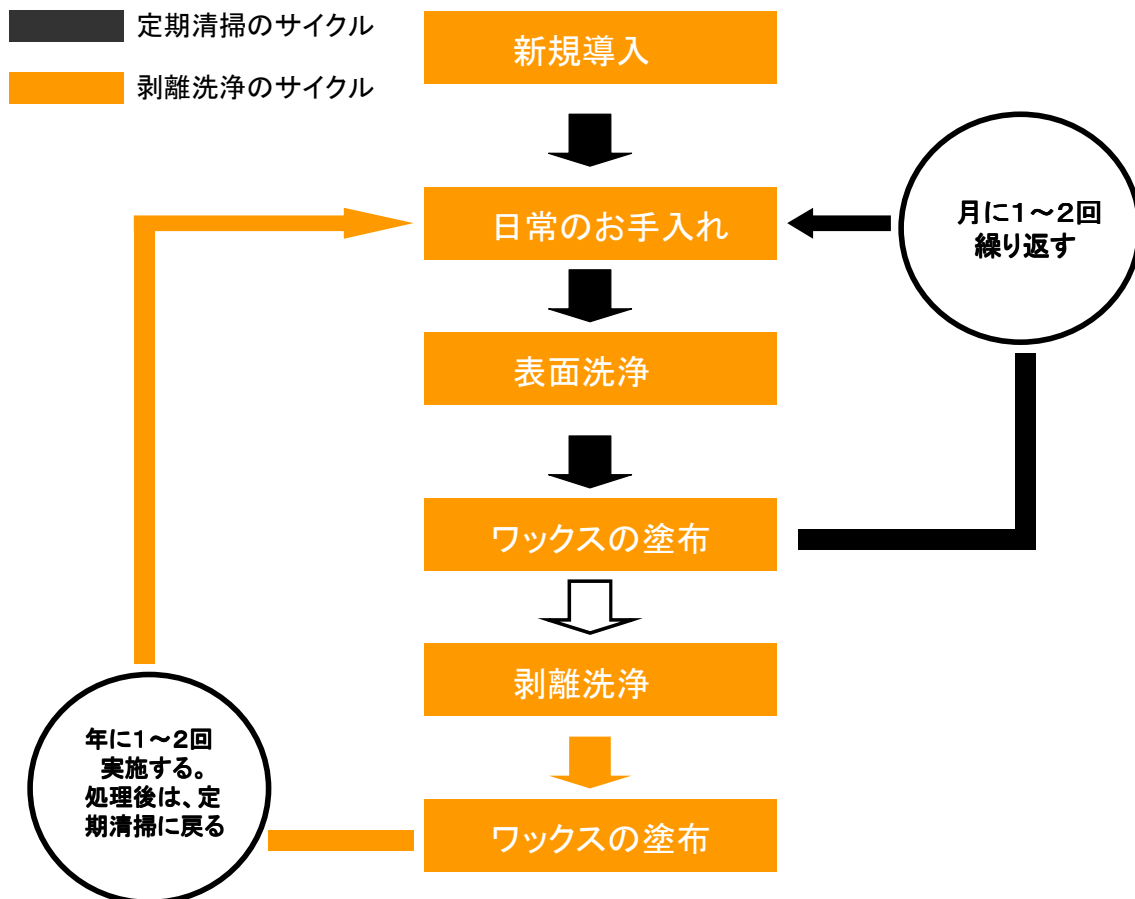 定期清掃のサイクル
剥離洗浄のサイクル
新規導入
日常のお手入れ
月に１～２回
繰り返す
表面洗浄
ワックスの塗布
剥離洗浄
年に１～２回
実施する。
処理後は、定
期清掃に戻る
ワックスの塗布